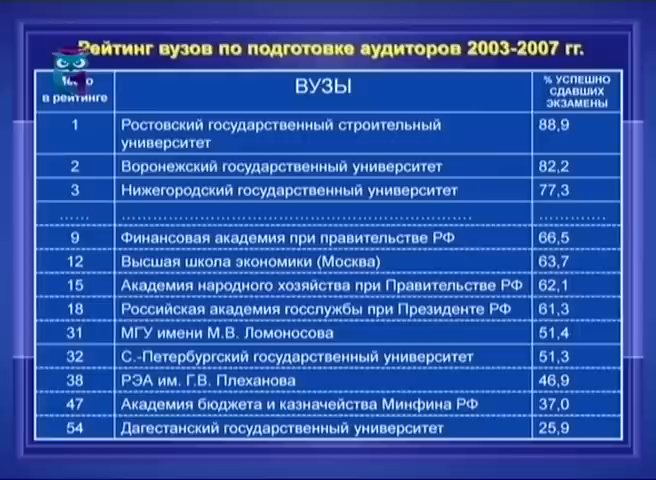 Рейтинг вузов по подготовке аудиторов 2003-2007 гг.
в рейтинге
ВУЗЫ
% УСПЕШНО
СДАВШИХ
ЭКЗАМЕНЫ
1 Ростовский государственный строительный 88,9
университет
2 Воронежский государственный университет 82,2
3 Нижегородский государственный университет 77,3
...... ................................................................ .............
9 Финансовая академия при правительстве РФ 66,5
12 Высшая школа экономики (Москва) 63,7
15 Академия народного хозяйства при Правительстве РФ 62,1
18 Российская академия госслужбы при Президенте РФ 61,3
31 МГУ имени М.В. Ломоносова 51,4
32 С.-Петербургский государственный университет 51,3
38 РЭА им. Г.В. Плеханова 46,9
47 Академия бюджета и казначейства Минфина РФ 37,0
54 Дагестанский государственный университет 25,9